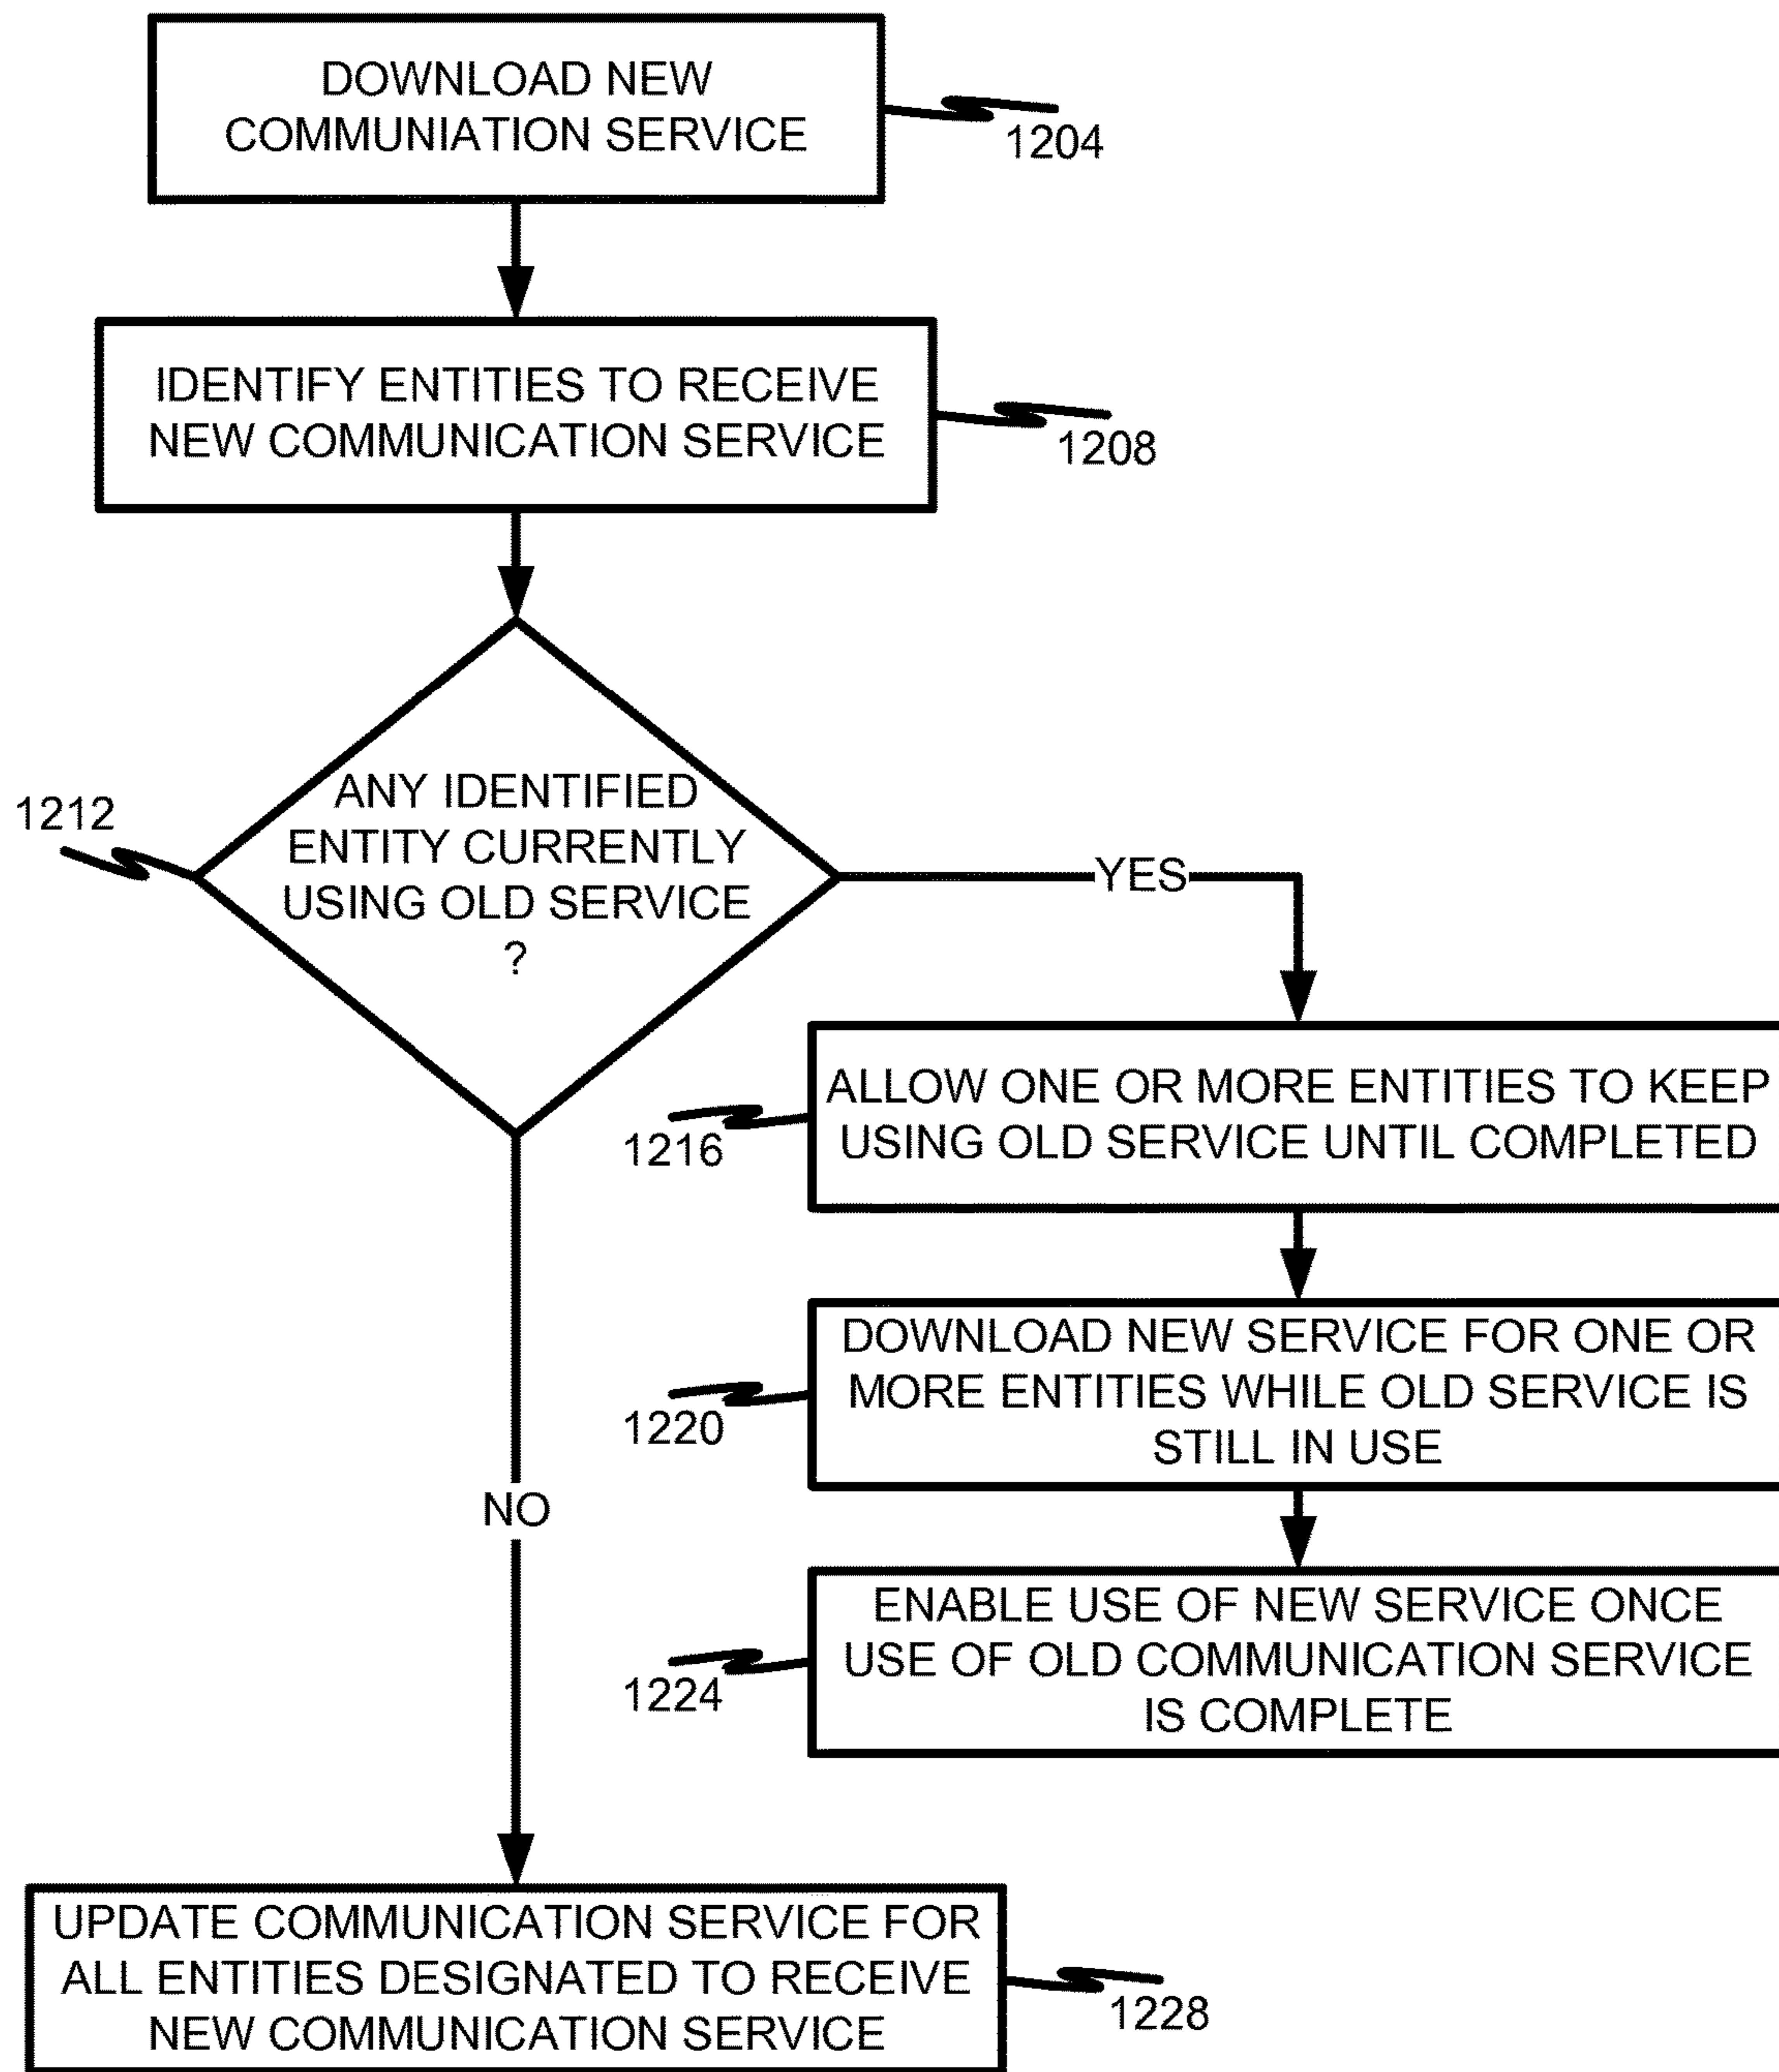 DOWNLOAD NEW
COMMUNIATION SERVICE
1204
IDENTIFY ENTITIES TO RECEIVE
NEW COMMUNICATION SERVICE
1208
1212
ANY IDENTIFIED
ENTITY CURRENTLY
USING OLD SERVICE
?
YES
ALLOW ONE OR MORE ENTITIES TO KEEP
USING OLD SERVICE UNTIL COMPLETED
1216
DOWNLOAD NEW SERVICE FOR ONE OR
MORE ENTITIES WHILE OLD SERVICE IS
STILL IN USE
1220
NO
ENABLE USE OF NEW SERVICE ONCE
USE OF OLD COMMUNICATION SERVICE
IS COMPLETE
1224
UPDATE COMMUNICATION SERVICE FOR
ALL ENTITIES DESIGNATED TO RECEIVE
NEW COMMUNICATION SERVICE
1228